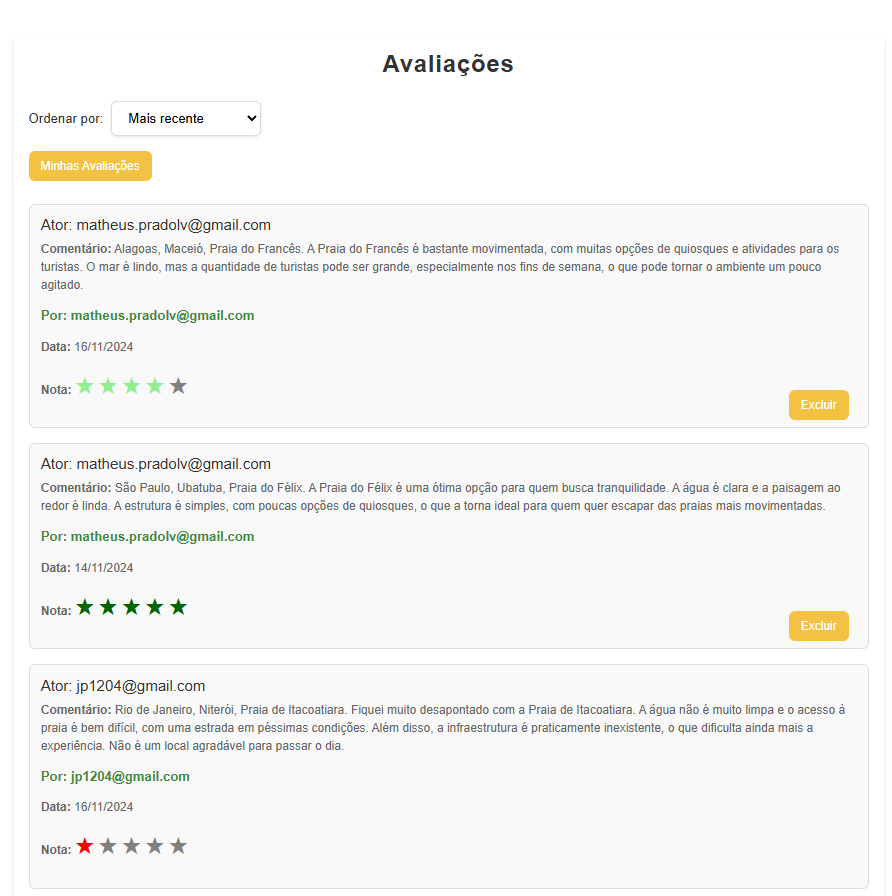 Avaliações
Ordenar por: Mais recente
Minhas Avaliações
Ator: matheus.pradolv@gmail.com
Comentário: Alagoas, Maceió, Praia do Francês. A Praia do Francês é bastante movimentada, com muitas opções de quiosques e atividades para os
turistas. O mar é lindo, mas a quantidade de turistas pode ser grande, especialmente nos fins de semana, o que pode tornar o ambiente um pouco
agitado.
Por: matheus.pradolv@gmail.com
Data: 16/11/2024
Nota: ★ ★ ★ ★ ★
Excluir
Ator: matheus.pradolv@gmail.com
Comentário: São Paulo, Ubatuba, Praia do Félix. A Praia do Félix é uma ótima opção para quem busca tranquilidade. A água é clara e a paisagem ao
redor é linda. A estrutura é simples, com poucas opções de quiosques, o que a torna ideal para quem quer escapar das praias mais movimentadas.
Por: matheus.pradolv@gmail.com
Data: 14/11/2024
Nota: ★ ★ ★ ★ ★
Excluir
Ator: jp1204@gmail.com
Comentário: Rio de Janeiro, Niterói, Praia de Itacoatiara. Fiquei muito desapontado com a Praia de Itacoatiara. A água não é muito limpa e o acesso à
praia é bem difícil, com uma estrada em péssimas condições. Além disso, a infraestrutura é praticamente inexistente, o que dificulta ainda mais a
experiência. Não é um local agradável para passar o dia.
Por: jp1204@gmail.com
Data: 16/11/2024
Nota: ★ ★ ★ ★ ★